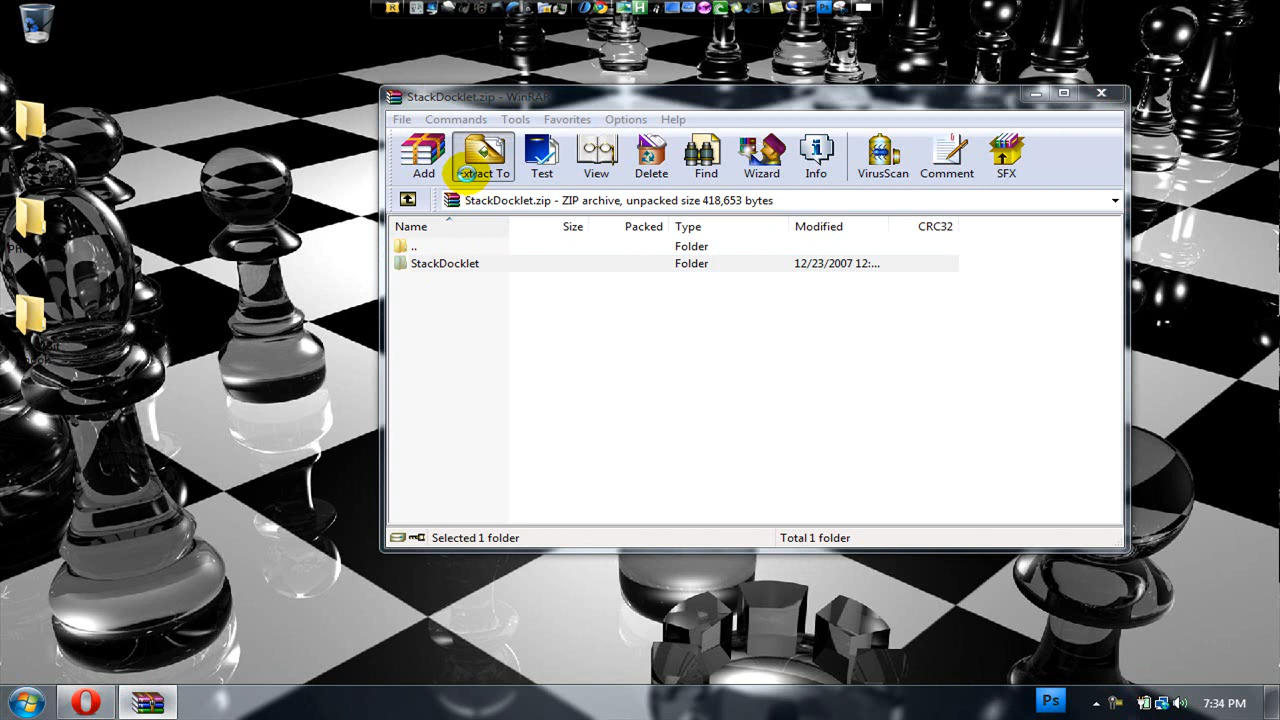 StackDocklet.zip - WinRAR
File Commands Tools Favorites Options Help
Add Extract To Test View Delete Find Wizard Info VirusScan Comment SFX
StackDocklet.zip - ZIP archive, unpacked size 418,653 bytes
Name Size Packed Type Modified CRC32
.. Folder
StackDocklet Folder 12/23/2007 12:...
Selected 1 folder Total 1 folder
Ps 7:34 PM